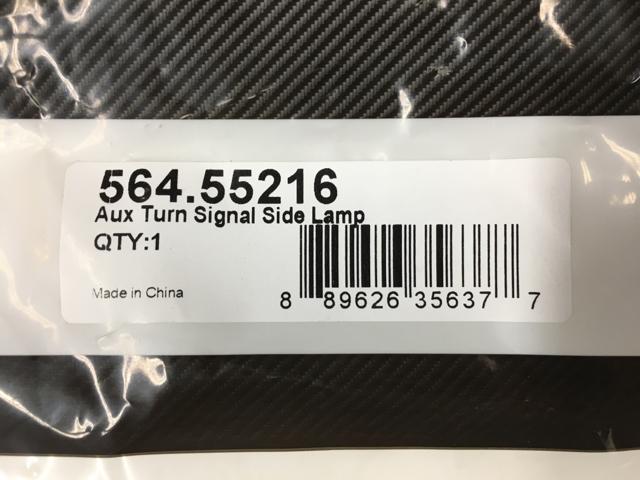 564.55216
Aux Turn Signal Side Lamp
QTY:1
Made in China
8 89626 35637 7